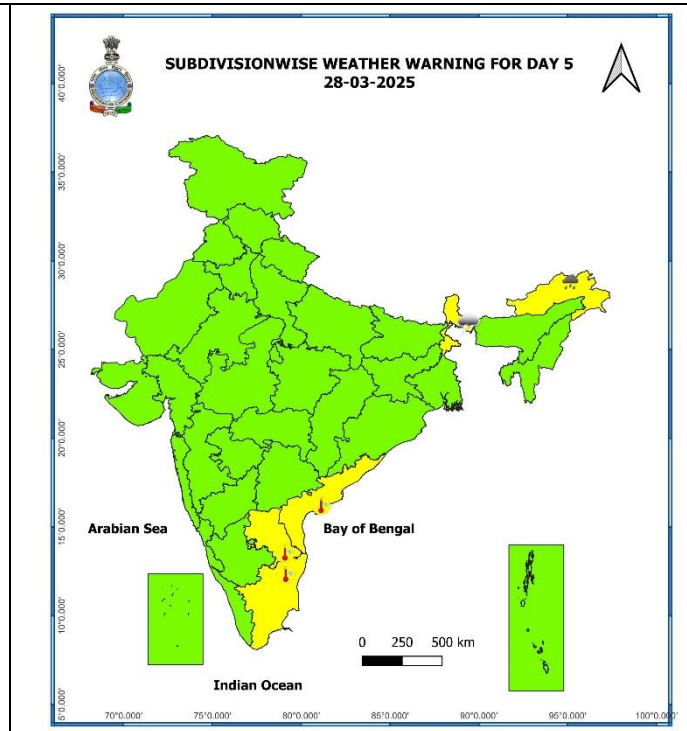 SUBDIVISIONWISE WEATHER WARNING FOR DAY 5
28-03-2025
40°0.000'
35°0.000'
30°0.000'
25°0.000'
20°0.000'
15°0.000'
10°0.000'
5°0.000'
Arabian Sea
Bay of Bengal
0 250 500 km
Indian Ocean
70°0.000' 75°0.000' 80°0.000' 85°0.000' 90°0.000' 95°0.000' 100°0.000'